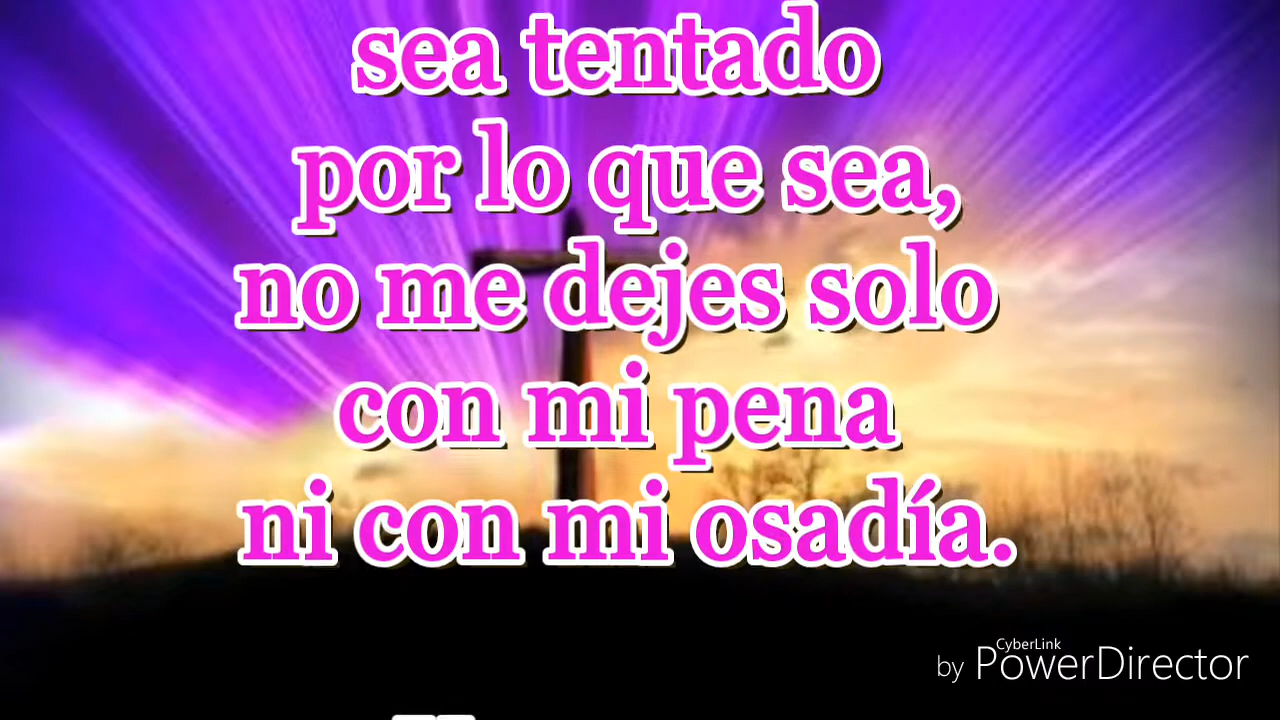 sea tentado
por lo que sea,
no me dejes solo
con mi pena
ni con mi osadía.
CyberLink
by PowerDirector